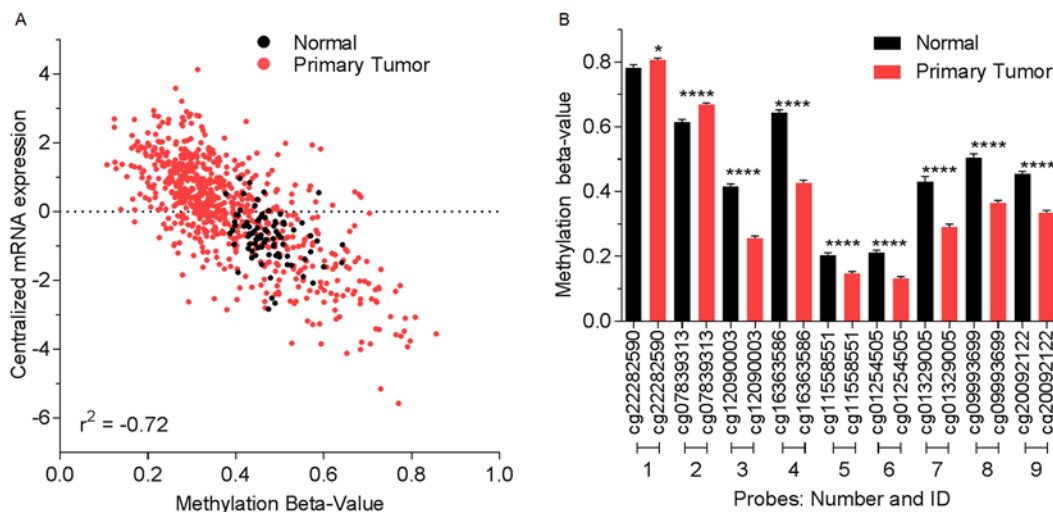 A
Normal
Primary Tumor
Centralized mRNA expression
4
2
0
-2
-4
-6
r² = -0.72
0.0 0.2 0.4 0.6 0.8 1.0
Methylation Beta-Value
B
Normal
Primary Tumor
Methylation beta-value
0.8
0.6
0.4
0.2
0.0
* **** **** **** **** **** **** **** ****
cg22282590
cg22282590
cg07839313
cg07839313
cg12090003
cg12090003
cg16363586
cg16363586
cg11558551
cg11558551
cg01254505
cg01254505
cg01329005
cg01329005
cg09993699
cg09993699
cg20092122
cg20092122
1 2 3 4 5 6 7 8 9
Probes: Number and ID